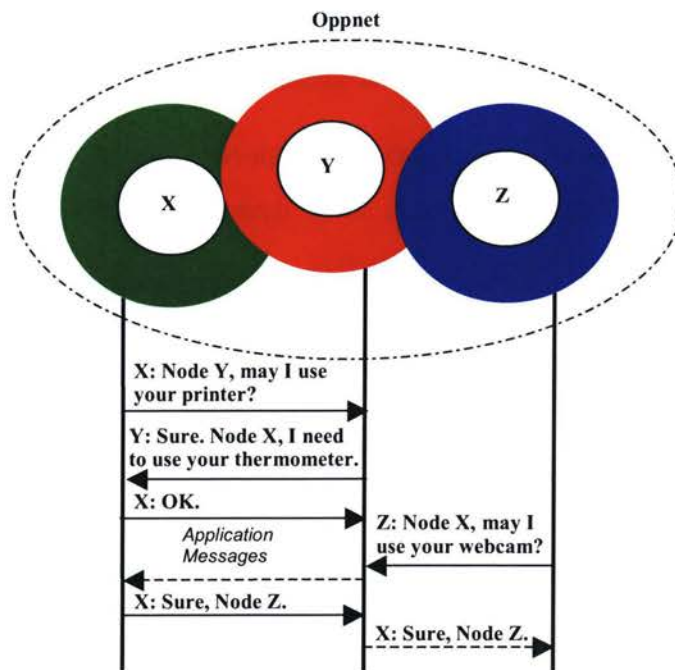 Oppnet
X
Y
Z
X: Node Y, may I use
your printer?
Y: Sure. Node X, I need
to use your thermometer.
X: OK.
Z: Node X, may I
use your webcam?
Application
Messages
X: Sure, Node Z.
X: Sure, Node Z.